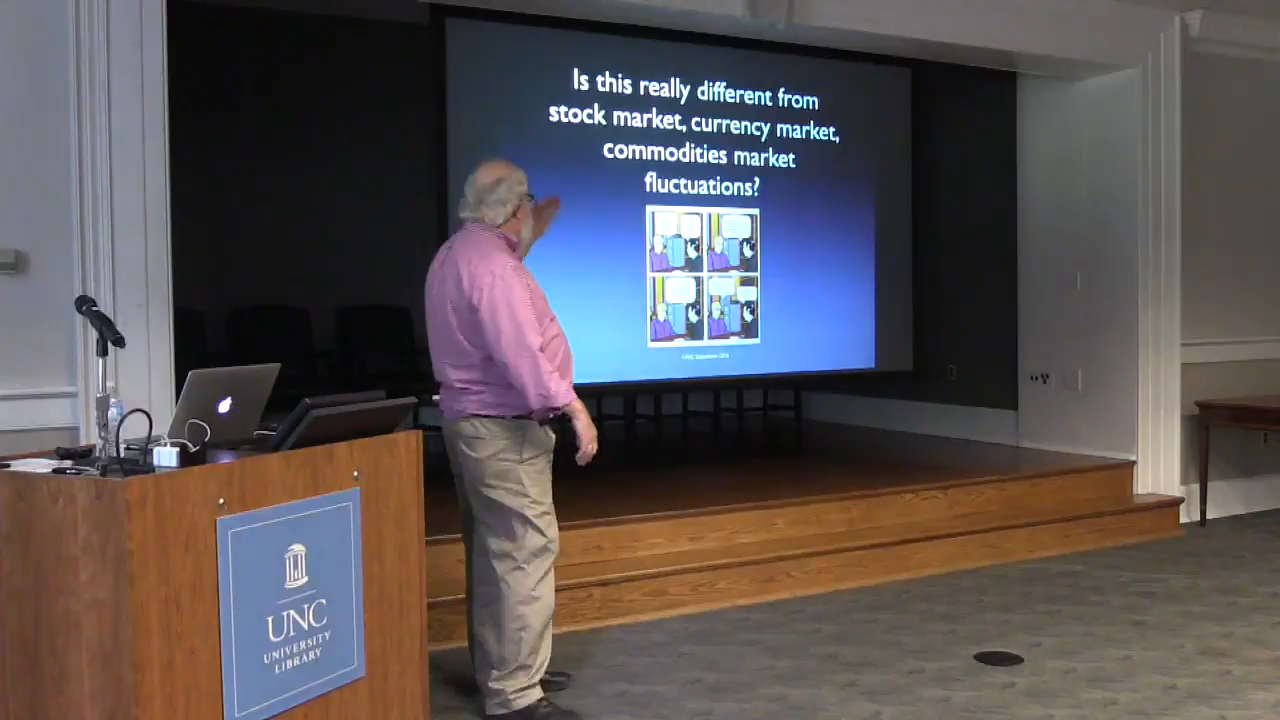 Is this really different from
stock market, currency market,
commodities market
fluctuations?
UNC
UNIVERSITY
LIBRARY